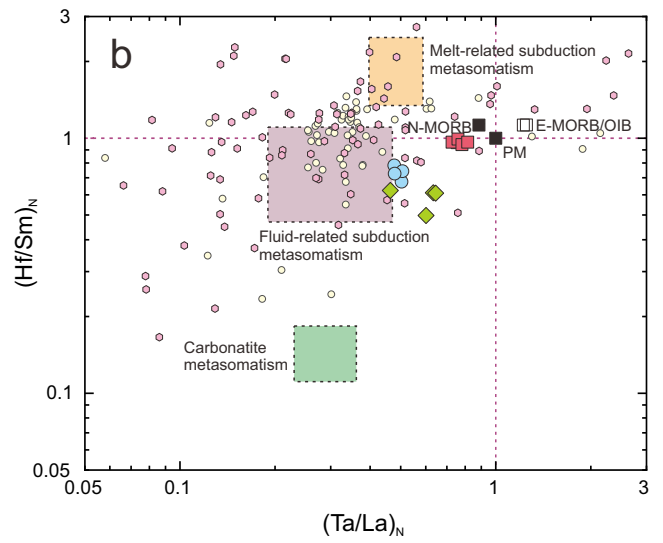 3
b
Melt-related subduction
metasomatism
N-MORB
E-MORB/OIB
1
PM
(Hf/Sm)N
Fluid-related subduction
metasomatism
Carbonatite
metasomatism
0.1
0.05
0.05 0.1 1 3
(Ta/La)N